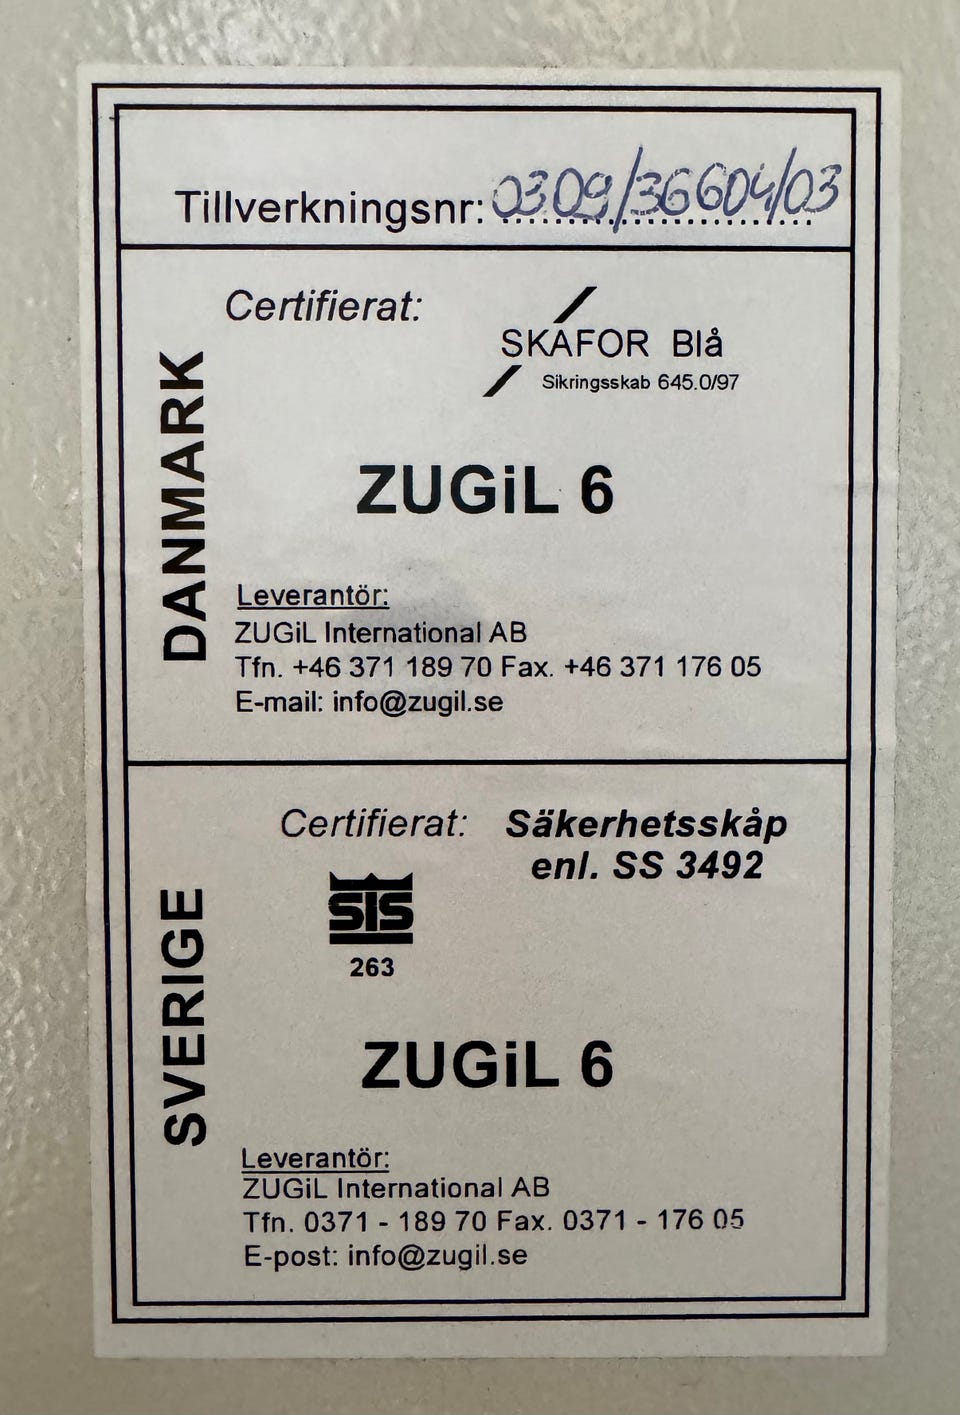 Tillverkningsnr: 0309/36604/03
DANMARK
Certifierat:
SKAFOR Blå
Sikringsskab 645.0/97
ZUGiL 6
Leverantör:
ZUGiL International AB
Tfn. +46 371 189 70 Fax. +46 371 176 05
E-mail: info@zugil.se
SVERIGE
Certifierat: Säkerhetsskåp
enl. SS 3492
SIS
263
ZUGiL 6
Leverantör:
ZUGiL International AB
Tfn. 0371 - 189 70 Fax. 0371 - 176 05
E-post: info@zugil.se